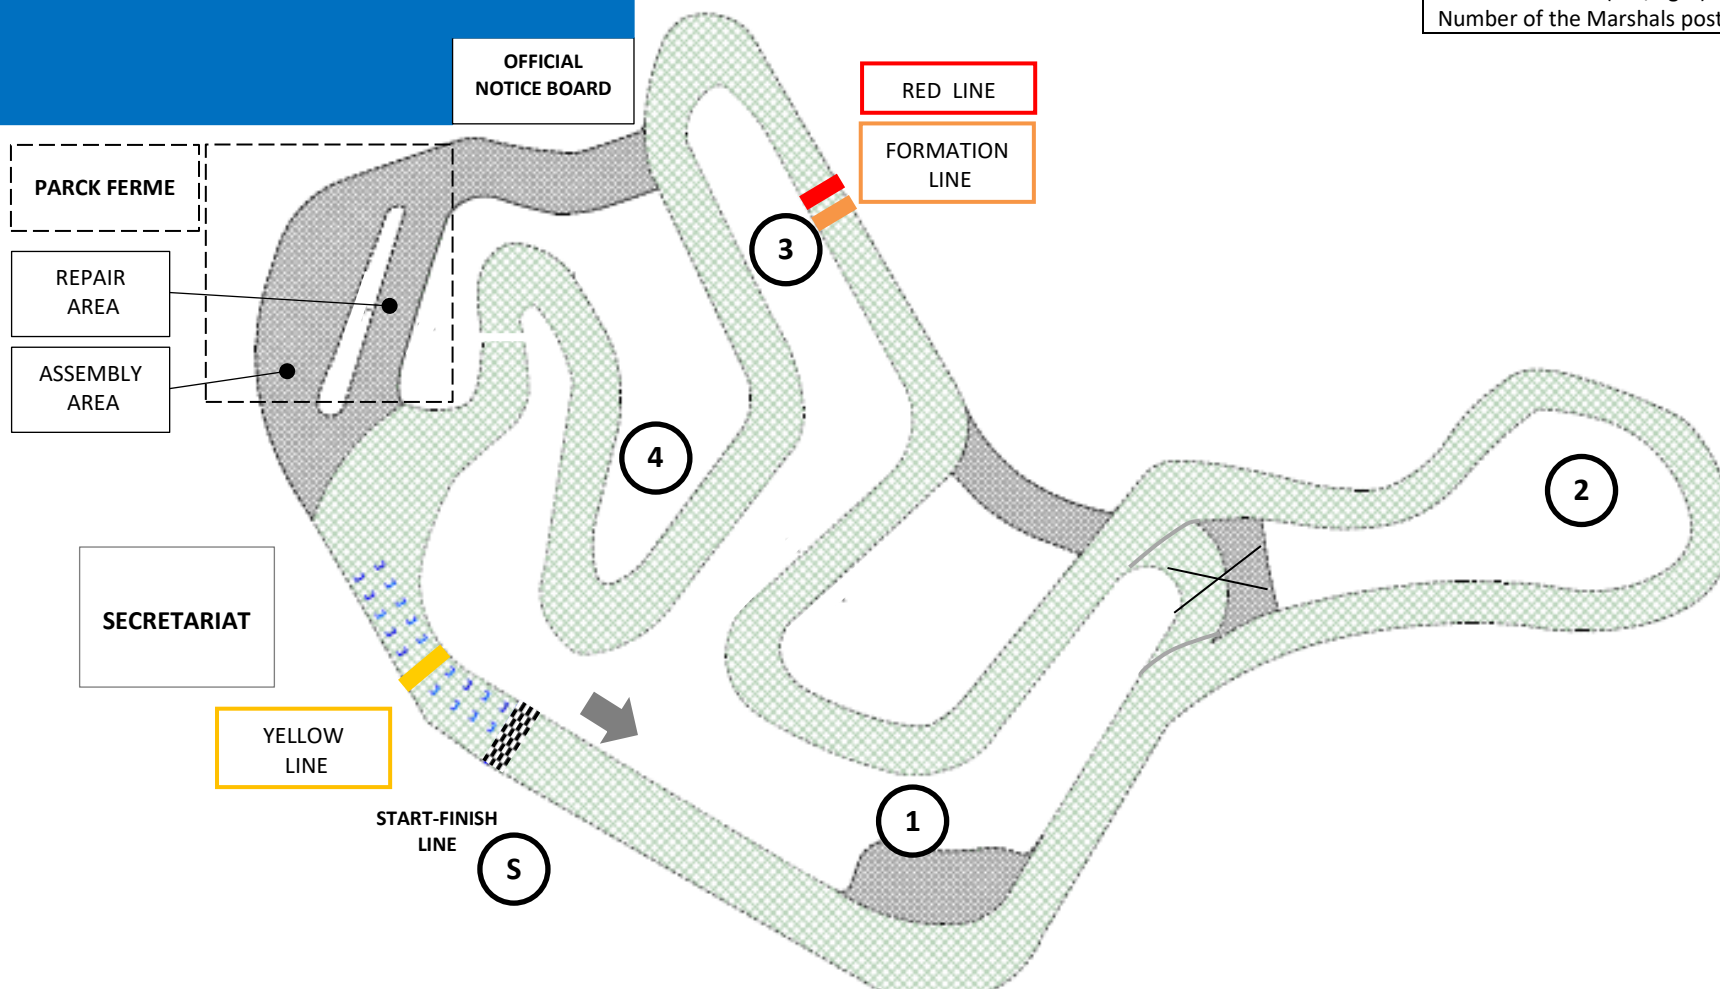 Number of the Marshals post
OFFICIAL
NOTICE BOARD
RED LINE
FORMATION
LINE
PARCK FERME
REPAIR
AREA
ASSEMBLY
AREA
3
4
2
SECRETARIAT
YELLOW
LINE
START-FINISH
LINE
S
1